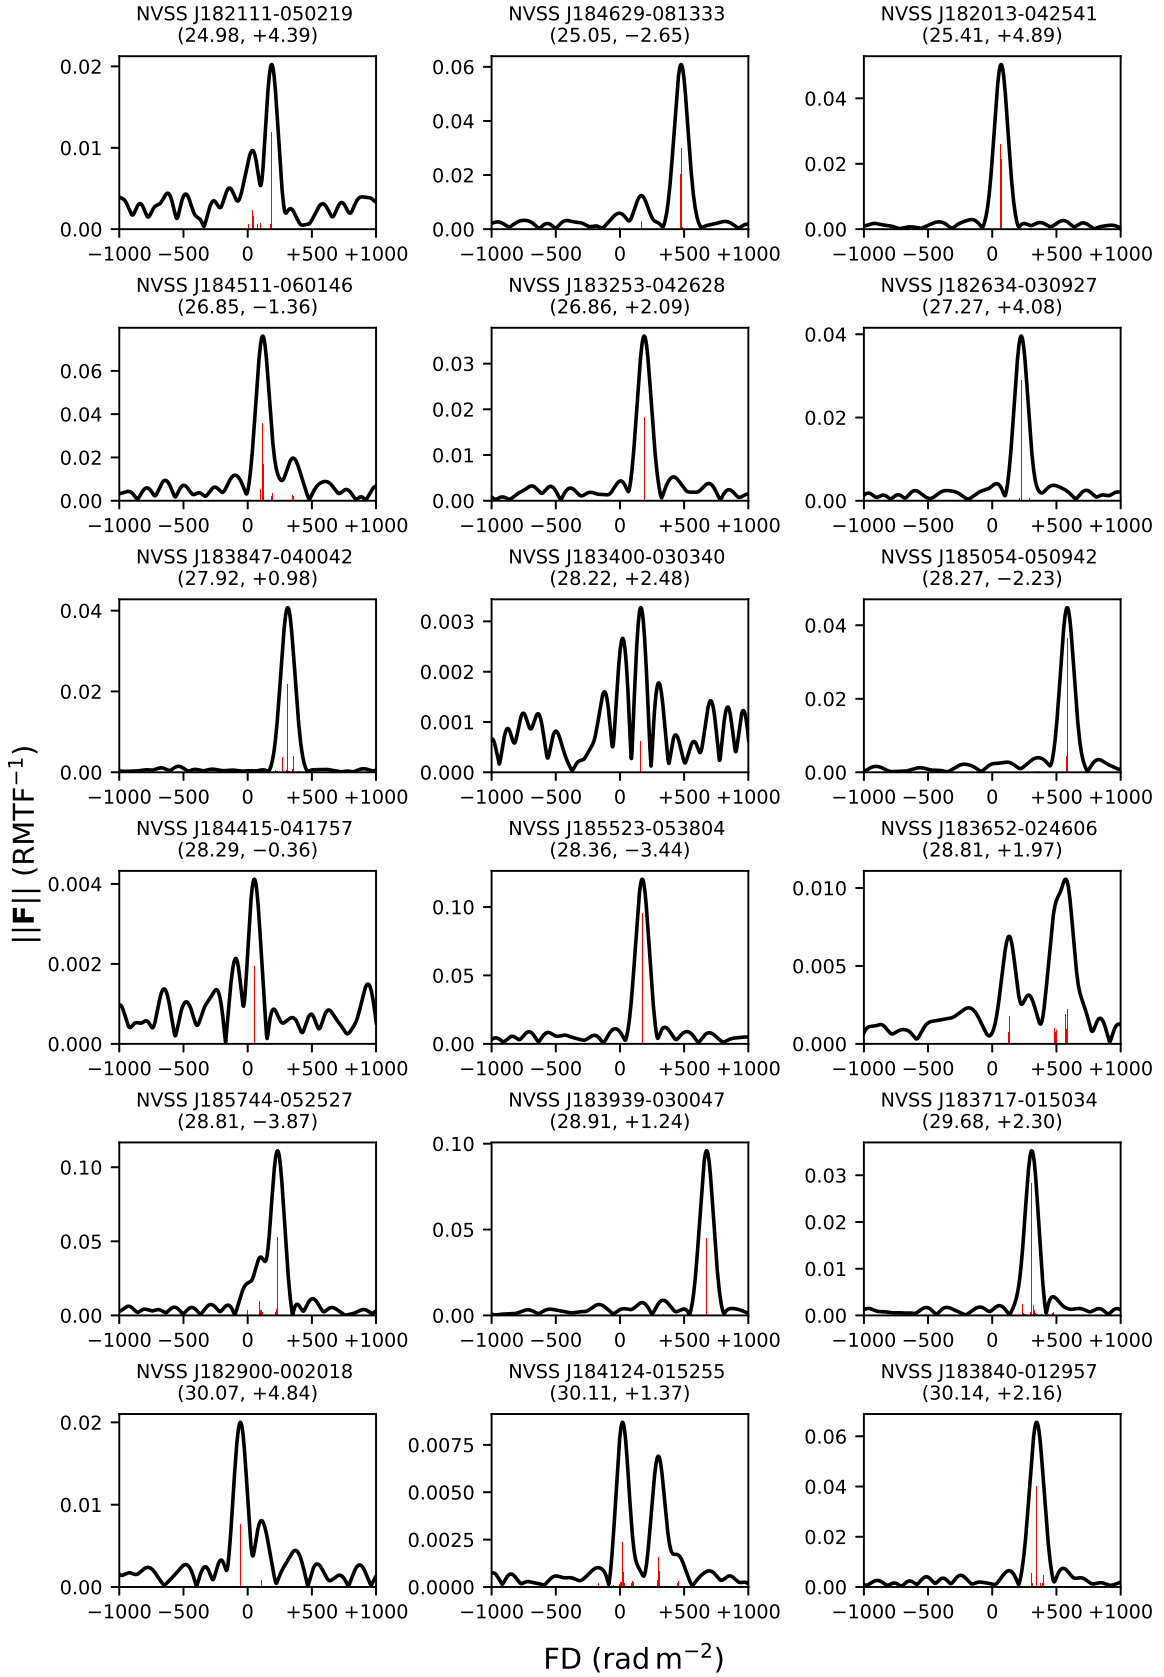 NVSS J182111-050219
(24.98, +4.39)
0.02
0.01
0.00
−1000 −500 0 +500 +1000
NVSS J184629-081333
(25.05, −2.65)
0.06
0.04
0.02
0.00
−1000 −500 0 +500 +1000
NVSS J182013-042541
(25.41, +4.89)
0.04
0.02
0.00
−1000 −500 0 +500 +1000
NVSS J184511-060146
(26.85, −1.36)
0.06
0.04
0.02
0.00
−1000 −500 0 +500 +1000
NVSS J183253-042628
(26.86, +2.09)
0.03
0.02
0.01
0.00
−1000 −500 0 +500 +1000
NVSS J182634-030927
(27.27, +4.08)
0.04
0.02
0.00
−1000 −500 0 +500 +1000
NVSS J183847-040042
(27.92, +0.98)
0.04
0.02
0.00
−1000 −500 0 +500 +1000
NVSS J183400-030340
(28.22, +2.48)
0.003
0.002
0.001
0.000
−1000 −500 0 +500 +1000
NVSS J185054-050942
(28.27, −2.23)
0.04
0.02
0.00
−1000 −500 0 +500 +1000
||F|| (RMTF⁻¹)
NVSS J184415-041757
(28.29, −0.36)
0.004
0.002
0.000
−1000 −500 0 +500 +1000
NVSS J185523-053804
(28.36, −3.44)
0.10
0.05
0.00
−1000 −500 0 +500 +1000
NVSS J183652-024606
(28.81, +1.97)
0.010
0.005
0.000
−1000 −500 0 +500 +1000
NVSS J185744-052527
(28.81, −3.87)
0.10
0.05
0.00
−1000 −500 0 +500 +1000
NVSS J183939-030047
(28.91, +1.24)
0.10
0.05
0.00
−1000 −500 0 +500 +1000
NVSS J183717-015034
(29.68, +2.30)
0.03
0.02
0.01
0.00
−1000 −500 0 +500 +1000
NVSS J182900-002018
(30.07, +4.84)
0.02
0.01
0.00
−1000 −500 0 +500 +1000
NVSS J184124-015255
(30.11, +1.37)
0.0075
0.0050
0.0025
0.0000
−1000 −500 0 +500 +1000
NVSS J183840-012957
(30.14, +2.16)
0.06
0.04
0.02
0.00
−1000 −500 0 +500 +1000
FD (rad m⁻²)